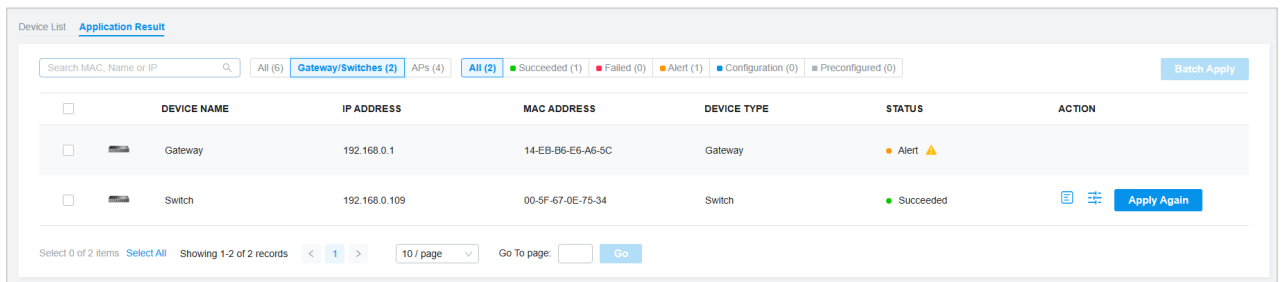 Device List Application Result
Search MAC, Name or IP All (6) Gateway/Switches (2) APs (4) All (2) Succeeded (1) Failed (0) Alert (1) Configuration (0) Preconfigured (0) Batch Apply
DEVICE NAME IP ADDRESS MAC ADDRESS DEVICE TYPE STATUS ACTION
Gateway 192.168.0.1 14-EB-B6-E6-A6-5C Gateway Alert
Switch 192.168.0.109 00-5F-67-0E-75-34 Switch Succeeded Apply Again
Select 0 of 2 items Select All Showing 1-2 of 2 records < 1 > 10 / page Go To page: Go